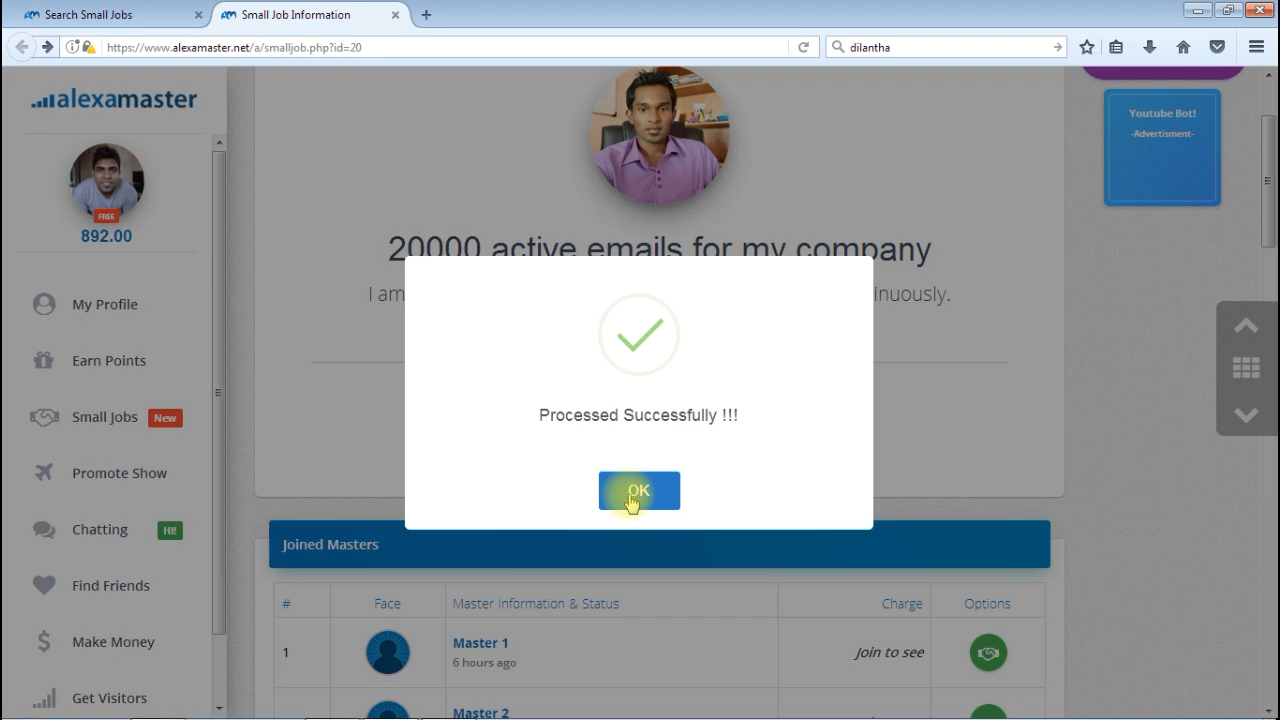 Search Small Jobs
Small Job Information
https://www.alexamaster.net/a/smalljob.php?id=20
dilantha
alexamaster
FREE
892.00
My Profile
Earn Points
Small Jobs New
Promote Show
Chatting Hi!
Find Friends
Make Money
Get Visitors
Youtube Bot!
-Advertisment-
20000 active emails for my company
I am
inuously.
Processed Successfully !!!
OK
Joined Masters
# Face Master Information & Status Charge Options
1 Master 1 Join to see
6 hours ago
Master 2